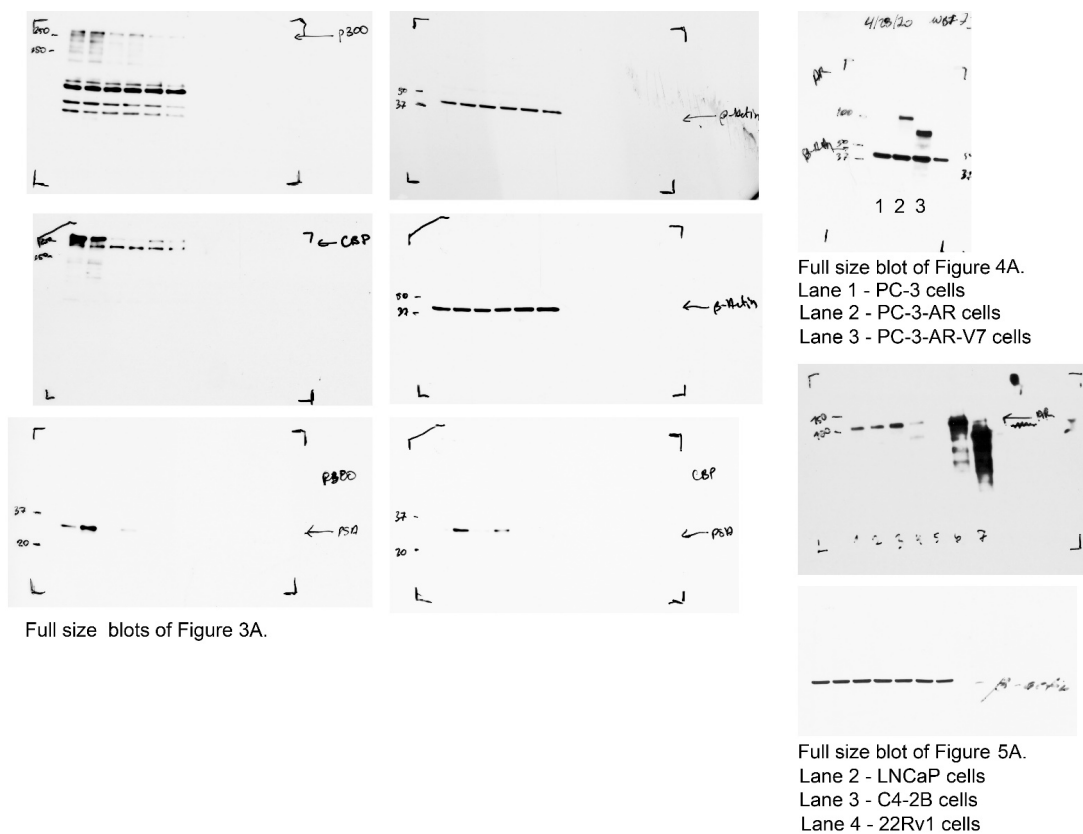 250 -
150 -
← p300
50 -
37 -
← β-Actin
150 -
← CBP
50 -
37 -
← β-Actin
37 -
20 -
P300
← PSA
37 -
20 -
CBP
← PSA
Full size blots of Figure 3A.
4/28/20
AR
100 -
50 -
37 -
1 2 3
Full size blot of Figure 4A.
Lane 1 - PC-3 cells
Lane 2 - PC-3-AR cells
Lane 3 - PC-3-AR-V7 cells
150 -
100 -
← AR
1 2 3 4 5 6 7
- β-actin
Full size blot of Figure 5A.
Lane 2 - LNCaP cells
Lane 3 - C4-2B cells
Lane 4 - 22Rv1 cells